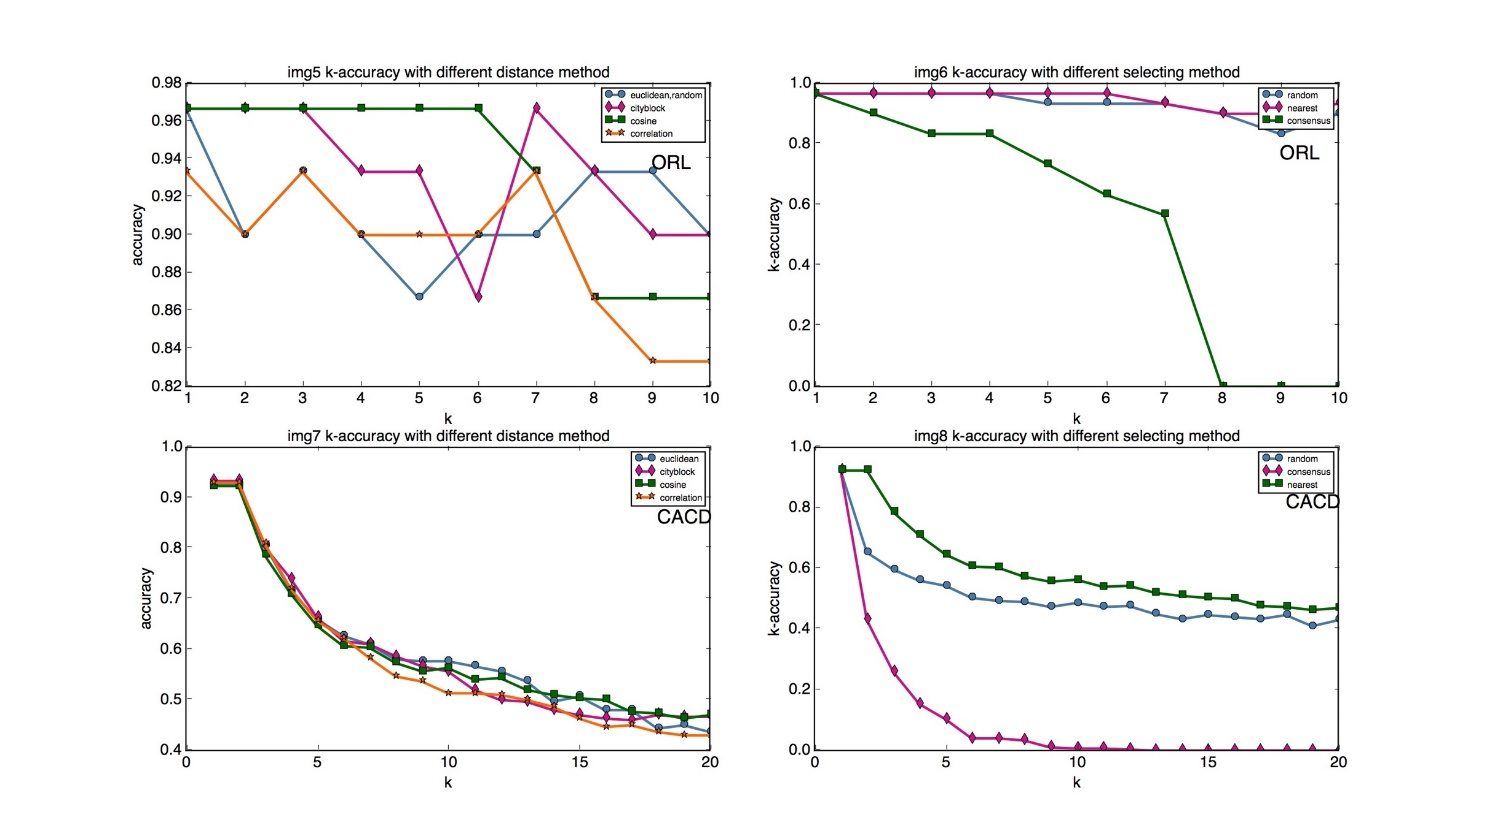 img5 k-accuracy with different distance method
0.98
0.96
0.94
0.92
0.90
0.88
0.86
0.84
0.82
accuracy
euclidean,random
cityblock
cosine
correlation
ORL
1 2 3 4 5 6 7 8 9 10
k
img6 k-accuracy with different selecting method
1.0
0.8
0.6
0.4
0.2
0.0
k-accuracy
random
nearest
consensus
ORL
1 2 3 4 5 6 7 8 9 10
k
img7 k-accuracy with different distance method
1.0
0.9
0.8
0.7
0.6
0.5
0.4
accuracy
euclidean
cityblock
cosine
correlation
CACD
0 5 10 15 20
k
img8 k-accuracy with different selecting method
1.0
0.8
0.6
0.4
0.2
0.0
k-accuracy
random
consensus
nearest
CACD
0 5 10 15 20
k